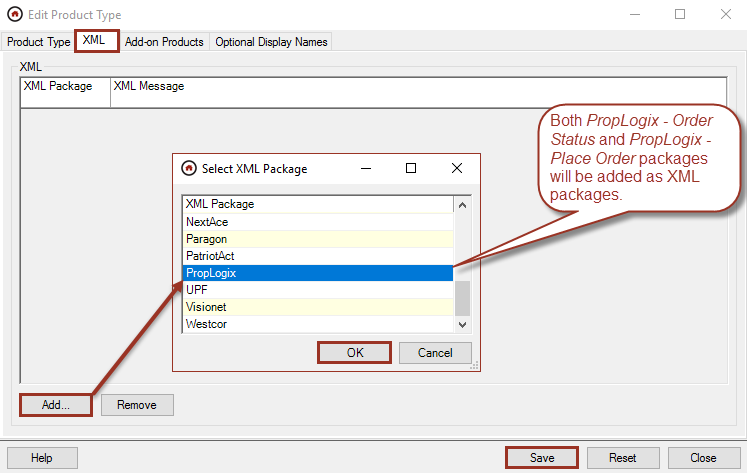 Edit Product Type
Product Type XML Add-on Products Optional Display Names
XML
XML Package XML Message
Both PropLogix - Order
Status and PropLogix -
Place Order packages
will be added as XML
packages.
Select XML Package
XML Package
NextAce
Paragon
PatriotAct
PropLogix
UPF
Visionet
Westcor
OK Cancel
Add... Remove
Help Save Reset Close